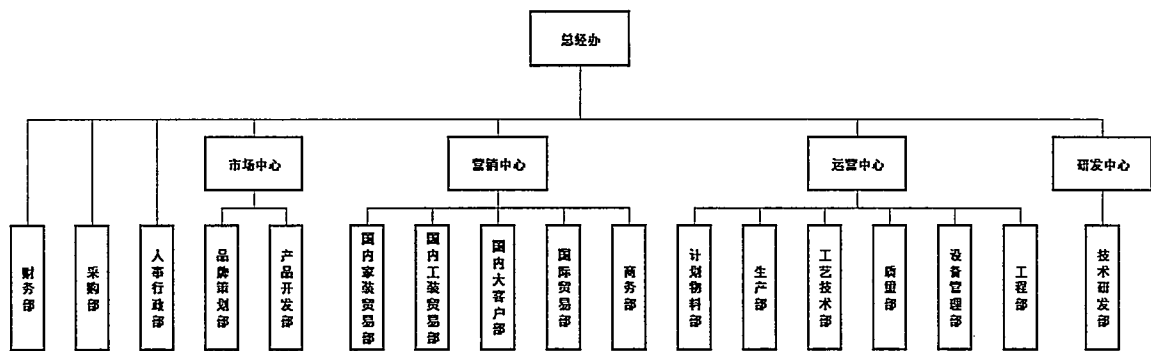 总经办
市场中心
营销中心
运营中心
研发中心
财务部
采购部
人事行政部
品牌策划部
产品开发部
国内家装贸易部
国内工装贸易部
国内大客户部
国际贸易部
商务部
计划物料部
生产部
工艺技术部
质量部
设备管理部
工程部
技术研发部